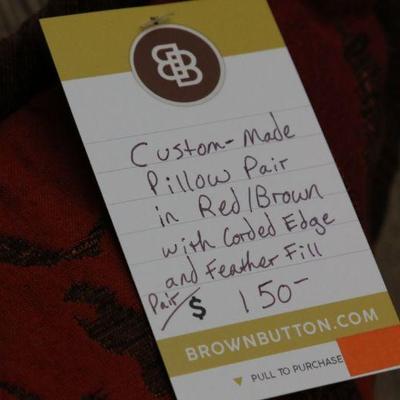 BB
Custom-Made
Pillow Pair
in Red/Brown
with Corded Edge
and Feather Fill
Pair/$ 150-
BROWNBUTTON.COM
▼ PULL TO PURCHASE